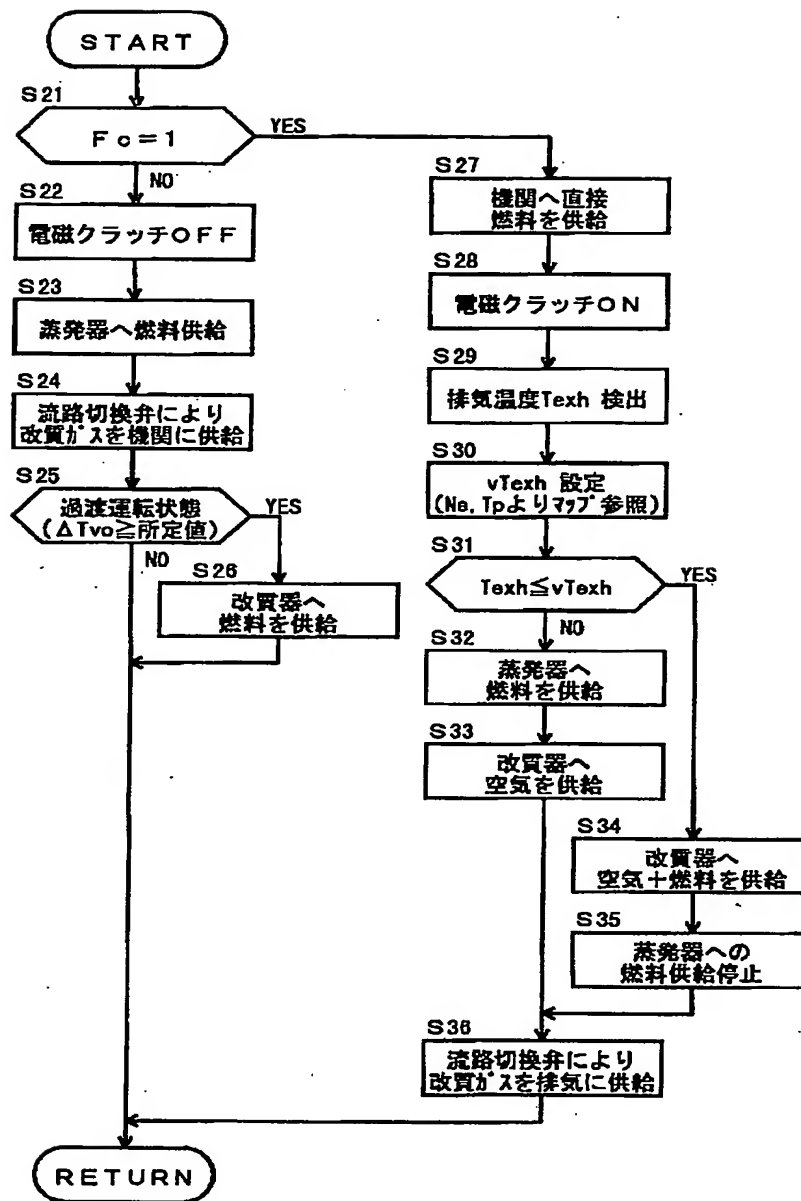 START
S21
Fc=1
YES
NO
S22
電磁クラッチOFF
S23
蒸発器へ燃料供給
S24
流路切換弁により
改質ガスを機関に供給
S25
過渡運転状態
(ΔTvo≧所定値)
YES
NO
S26
改質器へ
燃料を供給
S27
機関へ直接
燃料を供給
S28
電磁クラッチON
S29
排気温度Texh 検出
S30
vTexh 設定
(Ne, Tpよりマップ参照)
S31
Texh≦vTexh
YES
NO
S32
蒸発器へ
燃料を供給
S33
改質器へ
空気を供給
S34
改質器へ
空気+燃料を供給
S35
蒸発器への
燃料供給停止
S36
流路切換弁により
改質ガスを排気に供給
RETURN